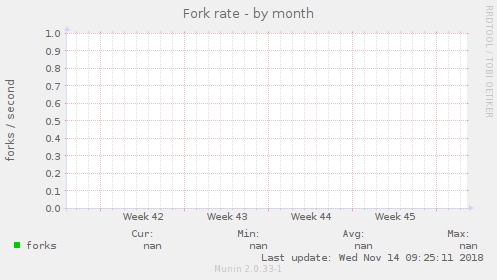 Fork rate - by month
RRDTOOL / TOBI OETIKER
forks / second
1.0
0.9
0.8
0.7
0.6
0.5
0.4
0.3
0.2
0.1
0.0
Week 42 Week 43 Week 44 Week 45
Cur: Min: Avg: Max:
forks nan nan nan nan
Last update: Wed Nov 14 09:25:11 2018
Munin 2.0.33-1